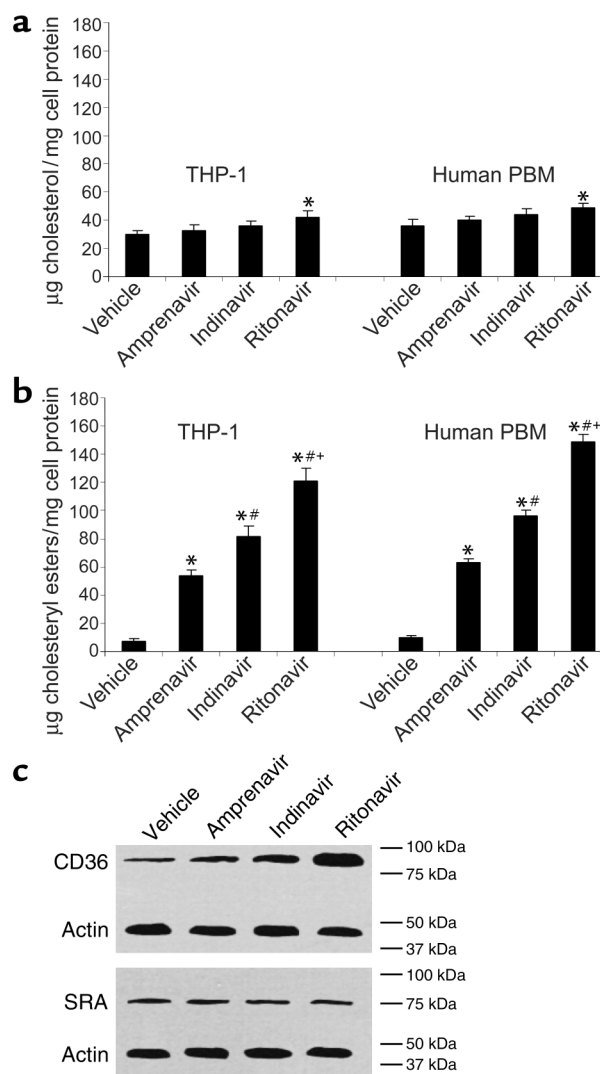 a
µg cholesterol/mg cell protein
180
160
140
120
100
80
60
40
20
0
THP-1
Human PBM
*
*
Vehicle
Amprenavir
Indinavir
Ritonavir
Vehicle
Amprenavir
Indinavir
Ritonavir
b
µg cholesteryl esters/mg cell protein
180
160
140
120
100
80
60
40
20
0
THP-1
Human PBM
*
*#
*#+
*
*#
*#+
Vehicle
Amprenavir
Indinavir
Ritonavir
Vehicle
Amprenavir
Indinavir
Ritonavir
c
Vehicle
Amprenavir
Indinavir
Ritonavir
CD36
100 kDa
75 kDa
Actin
50 kDa
37 kDa
SRA
100 kDa
75 kDa
Actin
50 kDa
37 kDa